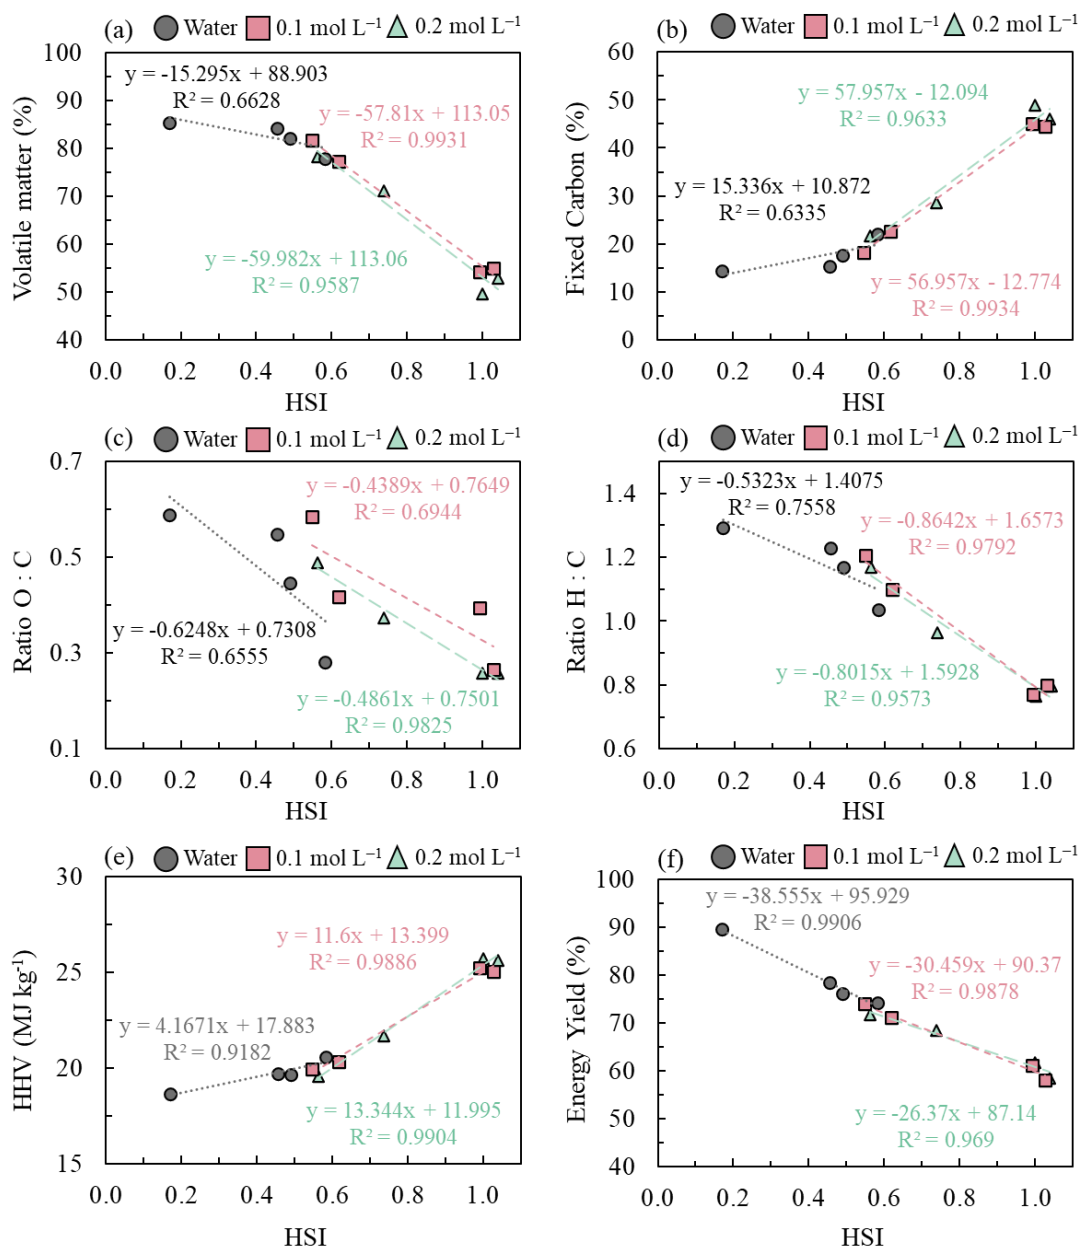 (a) Water 0.1 mol L⁻¹ 0.2 mol L⁻¹
100
90
80
70
60
50
40
Volatile matter (%)
y = -15.295x + 88.903
R² = 0.6628
y = -57.81x + 113.05
R² = 0.9931
y = -59.982x + 113.06
R² = 0.9587
0.0 0.2 0.4 0.6 0.8 1.0
HSI
(b) Water 0.1 mol L⁻¹ 0.2 mol L⁻¹
60
50
40
30
20
10
0
Fixed Carbon (%)
y = 57.957x - 12.094
R² = 0.9633
y = 15.336x + 10.872
R² = 0.6335
y = 56.957x - 12.774
R² = 0.9934
0.0 0.2 0.4 0.6 0.8 1.0
HSI
(c) Water 0.1 mol L⁻¹ 0.2 mol L⁻¹
0.7
0.5
0.3
0.1
Ratio O : C
y = -0.4389x + 0.7649
R² = 0.6944
y = -0.6248x + 0.7308
R² = 0.6555
y = -0.4861x + 0.7501
R² = 0.9825
0.0 0.2 0.4 0.6 0.8 1.0
HSI
(d) Water 0.1 mol L⁻¹ 0.2 mol L⁻¹
1.4
1.2
1.0
0.8
0.6
Ratio H : C
y = -0.5323x + 1.4075
R² = 0.7558
y = -0.8642x + 1.6573
R² = 0.9792
y = -0.8015x + 1.5928
R² = 0.9573
0.0 0.2 0.4 0.6 0.8 1.0
HSI
(e) Water 0.1 mol L⁻¹ 0.2 mol L⁻¹
30
25
20
15
HHV (MJ kg⁻¹)
y = 11.6x + 13.399
R² = 0.9886
y = 4.1671x + 17.883
R² = 0.9182
y = 13.344x + 11.995
R² = 0.9904
0.0 0.2 0.4 0.6 0.8 1.0
HSI
(f) Water 0.1 mol L⁻¹ 0.2 mol L⁻¹
100
90
80
70
60
50
40
Energy Yield (%)
y = -38.555x + 95.929
R² = 0.9906
y = -30.459x + 90.37
R² = 0.9878
y = -26.37x + 87.14
R² = 0.969
0.0 0.2 0.4 0.6 0.8 1.0
HSI